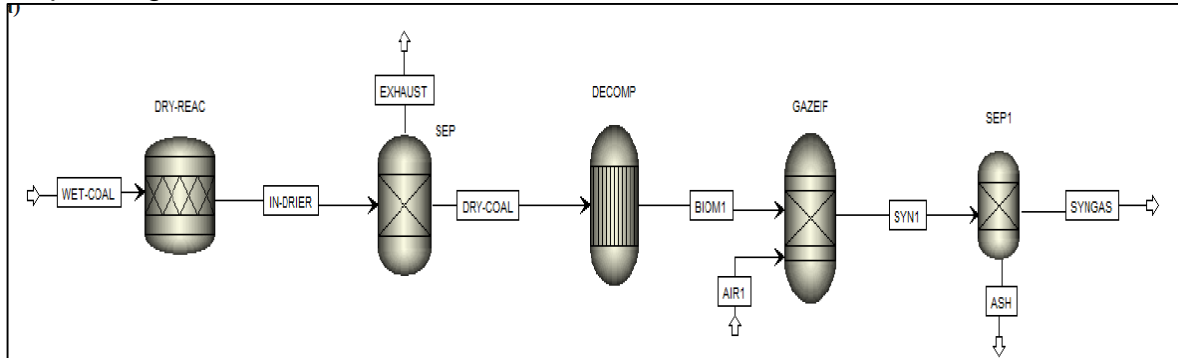 DRY-REAC
EXHAUST
SEP
DECOMP
GAZEIF
SEP1
WET-COAL
IN-DRIER
DRY-COAL
BIOM1
SYN1
SYNGAS
AIR1
ASH